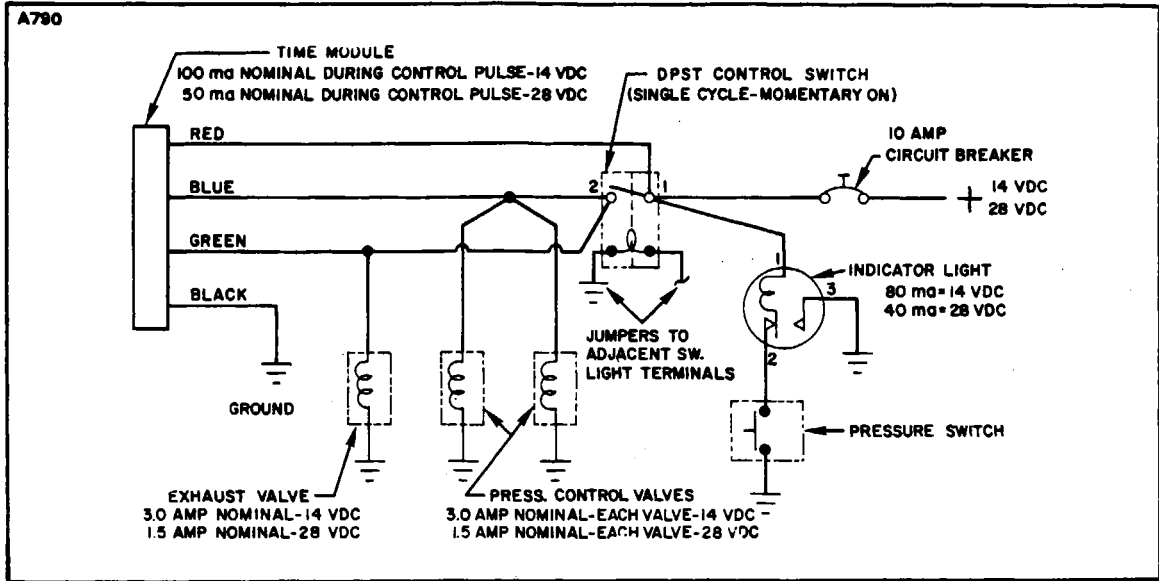 A790
TIME MODULE
100 ma NOMINAL DURING CONTROL PULSE-14 VDC
50 ma NOMINAL DURING CONTROL PULSE-28 VDC
DPST CONTROL SWITCH
(SINGLE CYCLE-MOMENTARY ON)
10 AMP
CIRCUIT BREAKER
RED
BLUE
2
1
+ 14 VDC
28 VDC
GREEN
1
INDICATOR LIGHT
3
80 ma=14 VDC
40 ma=28 VDC
BLACK
2
JUMPERS TO
ADJACENT SW.
LIGHT TERMINALS
GROUND
PRESSURE SWITCH
EXHAUST VALVE
3.0 AMP NOMINAL-14 VDC
1.5 AMP NOMINAL-28 VDC
PRESS. CONTROL VALVES
3.0 AMP NOMINAL-EACH VALVE-14 VDC
1.5 AMP NOMINAL-EACH VALVE-28 VDC